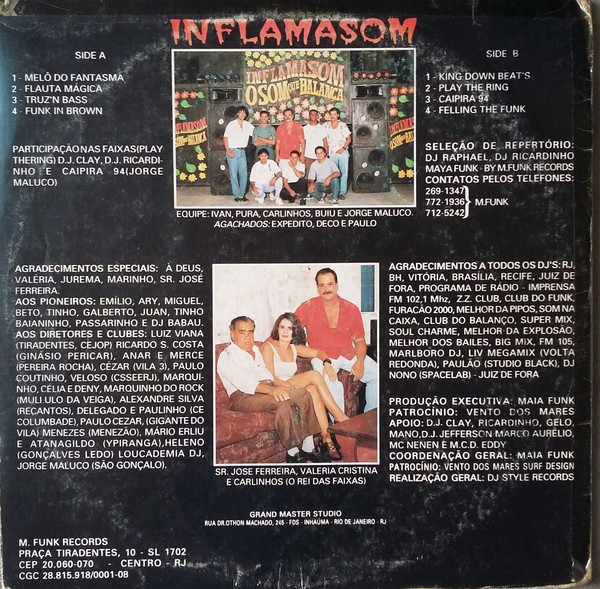 INFLAMASOM
SIDE A
1 - MELÔ DO FANTASMA
2 - FLAUTA MÁGICA
3 - TRUZ'N BASS
4 - FUNK IN BROWN
PARTICIPAÇÃO NAS FAIXAS(PLAY
THERING) D.J. CLAY, D.J. RICARDI-
NHO E CAIPIRA 94(JORGE
MALUCO)
INFLAMASOM
O SOM QUE BALANÇA
INFLAMASOM
EQUIPE: IVAN, PURA, CARLINHOS, BUIU E JORGE MALUCO.
AGACHADOS: EXPEDITO, DECO E PAULO
SIDE B
1 - KING DOWN BEAT'S
2 - PLAY THE RING
3 - CAIPIRA 94
4 - FELLING THE FUNK
SELEÇÃO DE REPERTÓRIO:
DJ RAPHAEL, DJ RICARDINHO
MAYA FUNK - BY M.FUNK RECORDS
CONTATOS PELOS TELEFONES:
269-1347
772-1936 } M.FUNK
712-5242
AGRADECIMENTOS ESPECIAIS: À DEUS,
VALÉRIA, JUREMA, MARINHO, SR. JOSÉ
FERREIRA.
AOS PIONEIROS: EMÍLIO, ARY, MIGUEL,
BETO, TINHO, GALBERTO, JUAN, TINHO
BAIANINHO, PASSARINHO E DJ BABAU.
AOS DIRETORES E CLUBES: LUIZ VIANA
(TIRADENTES, CEJOP) RICARDO S. COSTA
(GINÁSIO PERICAR), ANAR E MERCE
(PEREIRA ROCHA), CÉZAR (VILA 3), PAULO
COUTINHO, VELOSO (CSSEERJ), MARQUI-
NHO, CÉLIA E DENY, MARQUINHO DO ROCK
(MULI.ULO DA VEIGA), ALEXANDRE SILVA
(RECANTOS), DELEGADO E PAULINHO (CE
COLUMBADE), PAULO CEZAR, (GIGANTE DO
VILA) MENEZES (MENEZÃO), MÁRIO ERLIU
E ATANAGILDO (YPIRANGA),HELENO
(GONÇALVES LEDO) LOUCADEMIA DJ,
JORGE MALUCO (SÃO GONÇALO).
SR. JOSE FERREIRA, VALERIA CRISTINA
E CARLINHOS (O REI DAS FAIXAS)
AGRADECIMENTOS A TODOS OS DJ'S: RJ,
BH, VITÓRIA, BRASÍLIA, RECIFE, JUIZ DE
FORA, PROGRAMA DE RÁDIO - IMPRENSA
FM 102,1 Mhz, Z.Z. CLUB, CLUB DO FUNK,
FURACÃO 2000, MELHOR DA PIPOS, SOM NA
CAIXA, CLUB DO BALANÇO, SUPER MIX,
SOUL CHARME, MELHOR DA EXPLOSÃO,
MELHOR DOS BAILES, BIG MIX, FM 105,
MARLBORO DJ, LIV MEGAMIX (VOLTA
REDONDA), PAULÃO (STUDIO BLACK), DJ
NONO (SPACELAB) - JUIZ DE FORA
PRODUÇÃO EXECUTIVA: MAIA FUNK
PATROCÍNIO: VENTO DOS MARES
APOIO: D.J. CLAY, RICARDINHO, GELO,
MANO, D.J. JEFFERSON MARCO AURÉLIO,
MC NENEN E M.C.D. EDDY
COORDENAÇÃO GERAL: MAIA FUNK
PATROCÍNIO: VENTO DOS MARES SURF DESIGN
REALIZAÇÃO GERAL: DJ STYLE RECORDS
GRAND MASTER STUDIO
RUA DR.OTHON MACHADO, 245 - FDS - INHAÚMA - RIO DE JANEIRO - RJ
M. FUNK RECORDS
PRAÇA TIRADENTES, 10 - SL 1702
CEP 20.060-070 - CENTRO - RJ
CGC 28.815.918/0001-08